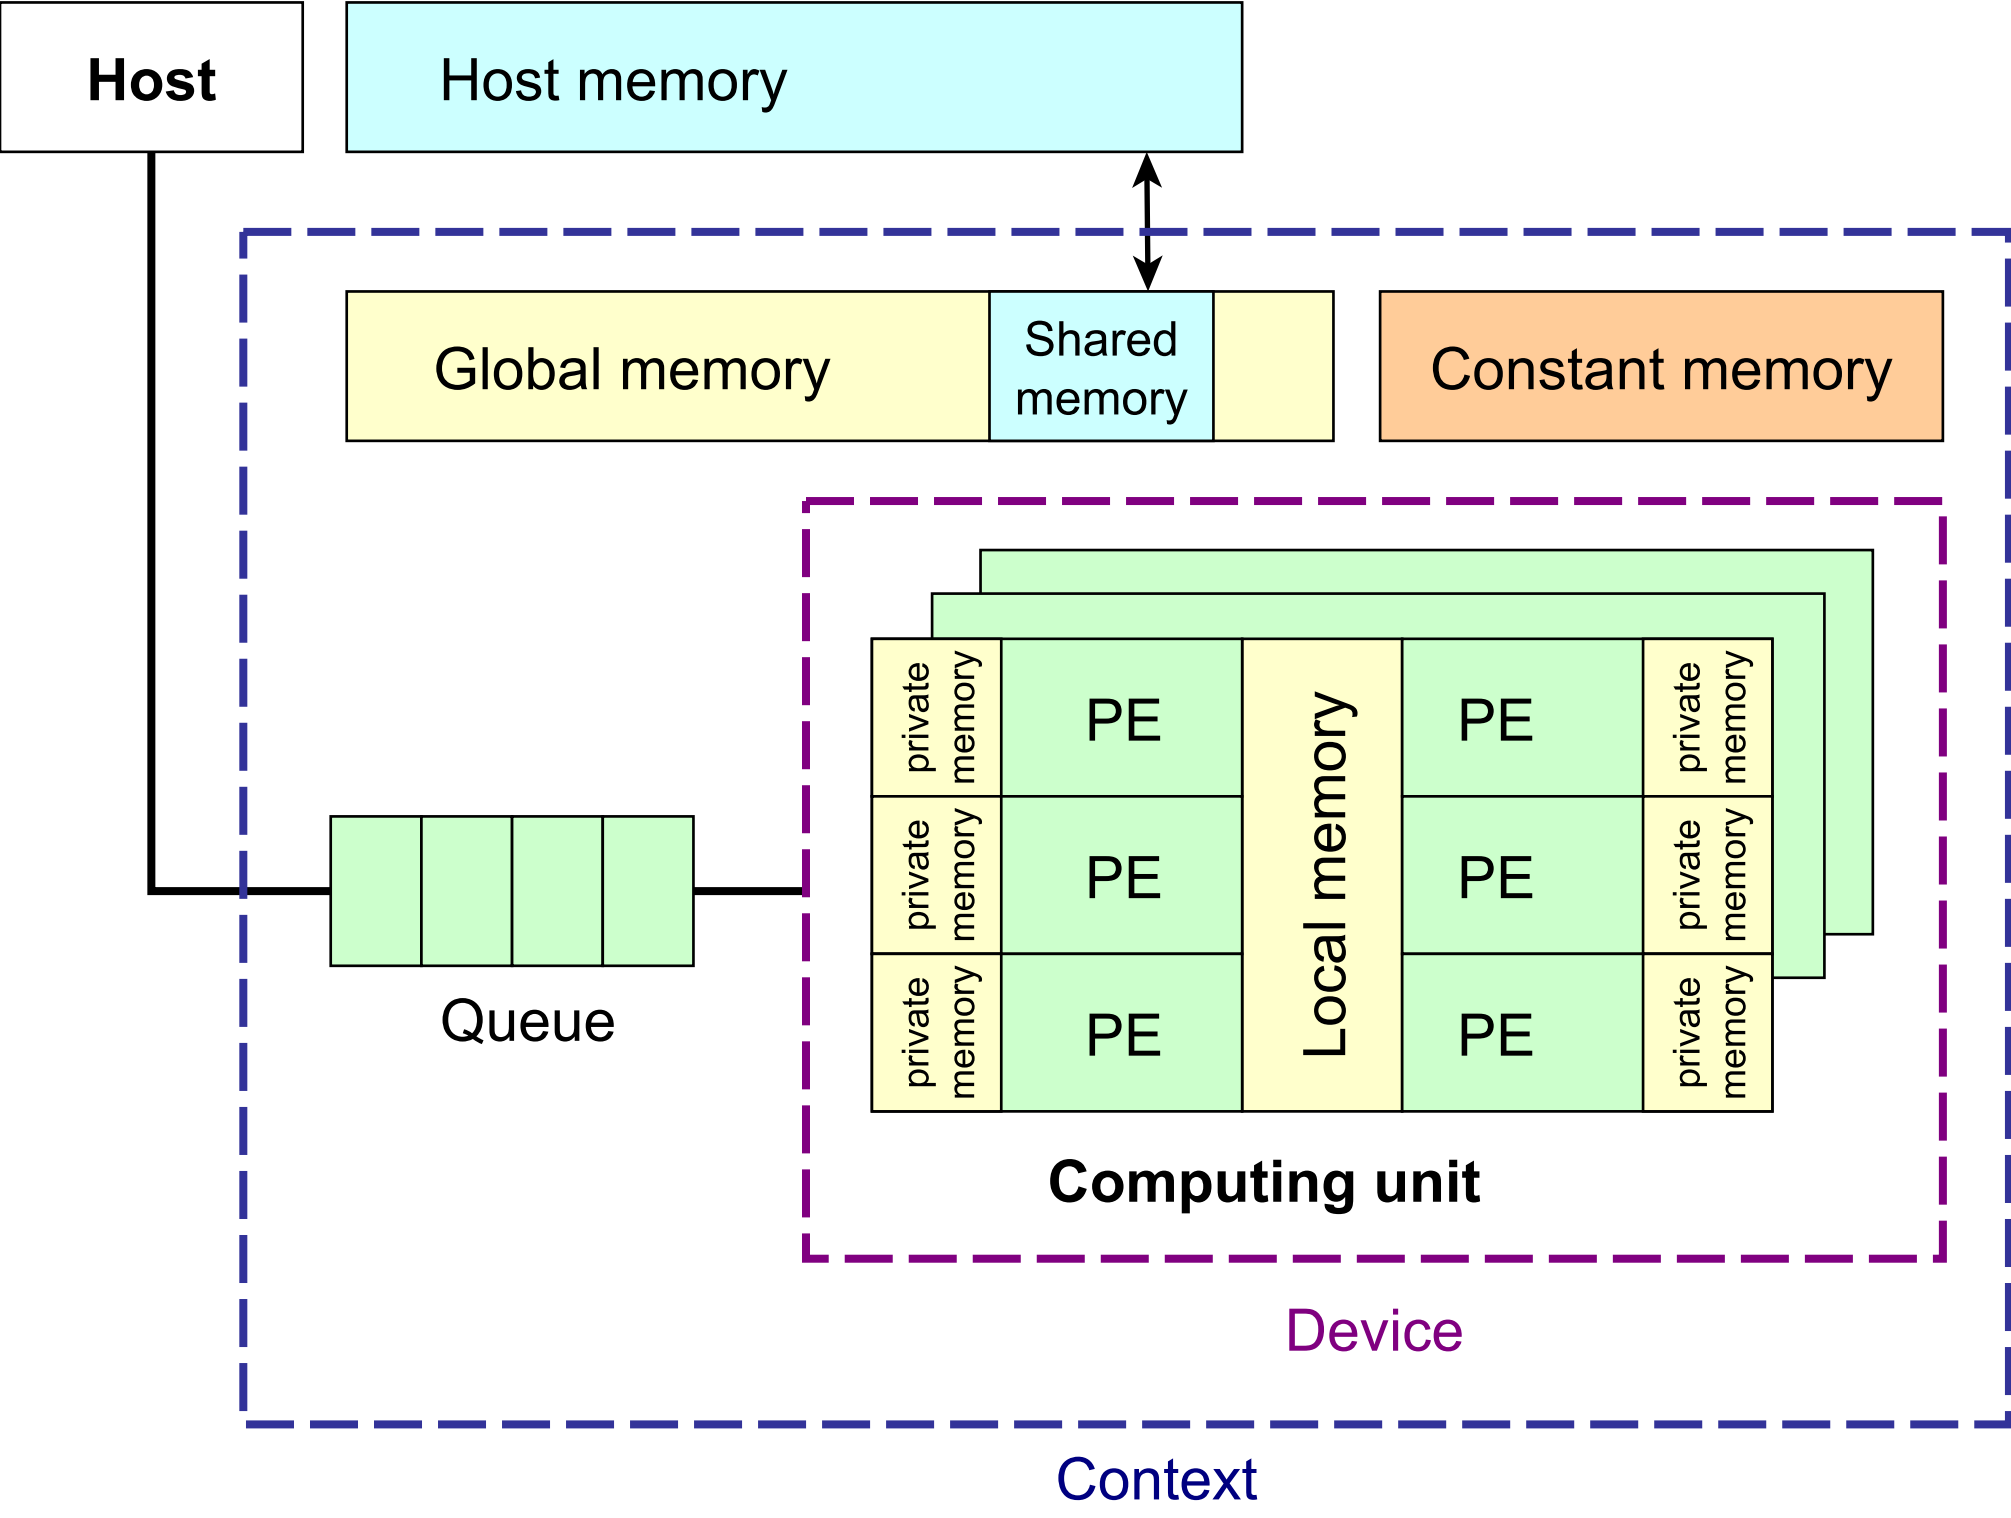 Host
Host memory
Global memory
Shared
memory
Constant memory
private
memory
PE
Local memory
PE
private
memory
private
memory
PE
PE
private
memory
private
memory
PE
PE
private
memory
Queue
Computing unit
Device
Context